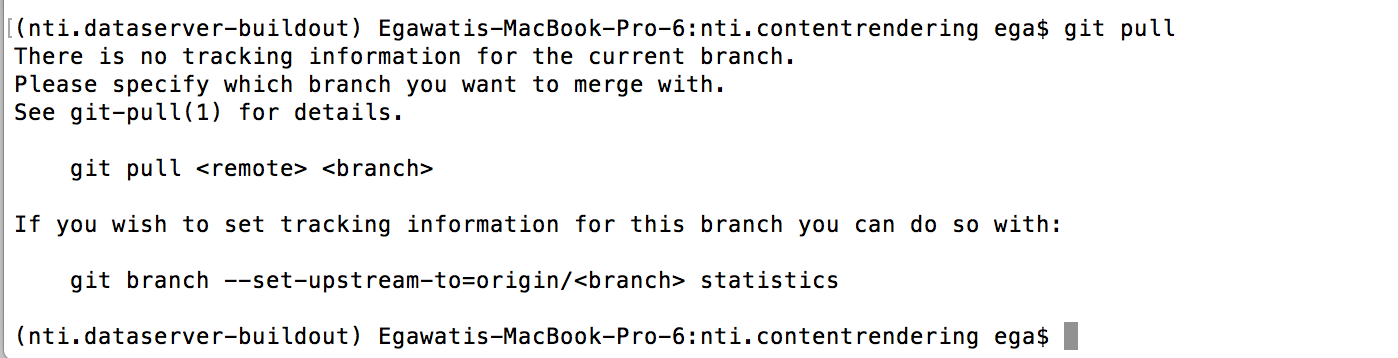 [(nti.dataserver-buildout) Egawatis-MacBook-Pro-6:nti.contentrendering ega$ git pull
There is no tracking information for the current branch.
Please specify which branch you want to merge with.
See git-pull(1) for details.

    git pull <remote> <branch>

If you wish to set tracking information for this branch you can do so with:

    git branch --set-upstream-to=origin/<branch> statistics

(nti.dataserver-buildout) Egawatis-MacBook-Pro-6:nti.contentrendering ega$